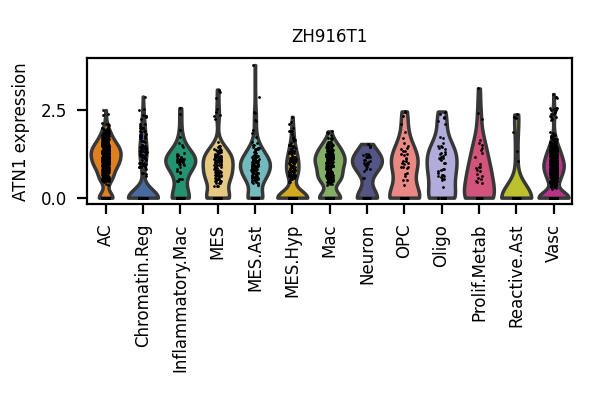 ZH916T1
ATN1 expression
2.5
0.0
AC
Chromatin.Reg
Inflammatory.Mac
MES
MES.Ast
MES.Hyp
Mac
Neuron
OPC
Oligo
Prolif.Metab
Reactive.Ast
Vasc